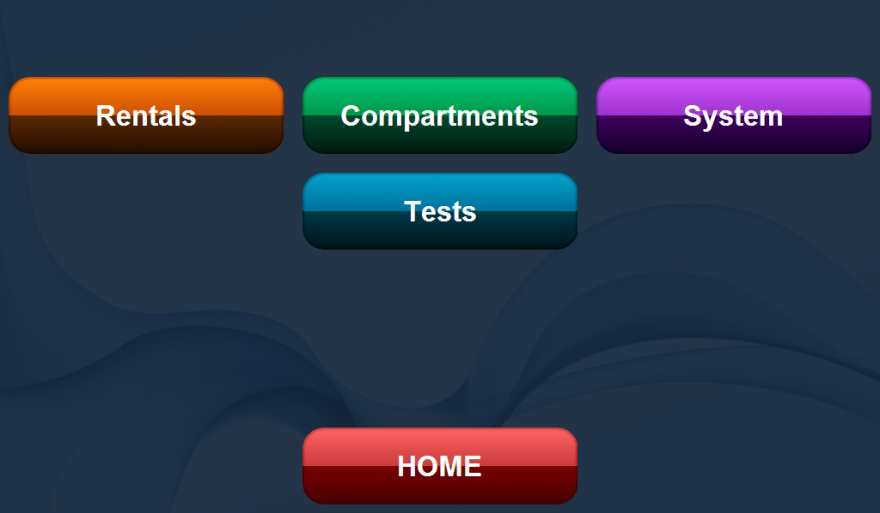 Rentals
Compartments
System
Tests
HOME